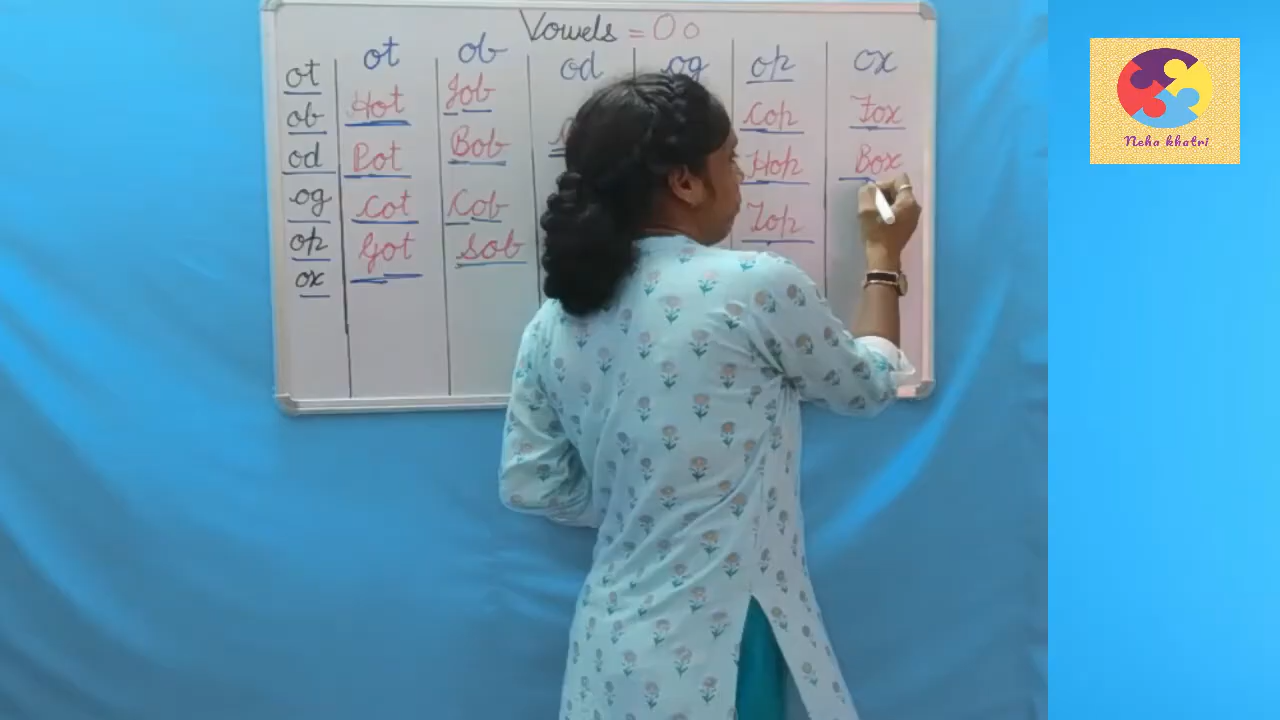 Vowels = O o
ot ob od og op ox
ot Hot Job Cop Fox
ob Pot Bob Hop Box
od Cot Cob Top
og Got Sob
op
ox
Neha khatri